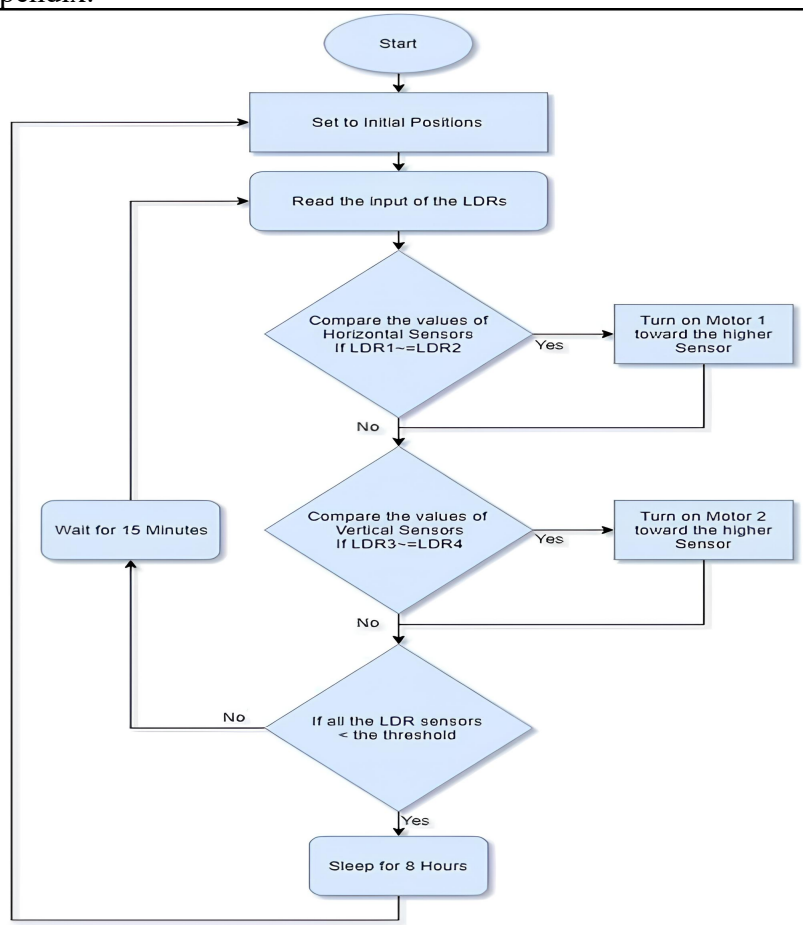 Start
Set to Initial Positions
Read the input of the LDRs
Compare the values of
Horizontal Sensors
If LDR1~=LDR2
Yes
Turn on Motor 1
toward the higher
Sensor
No
Compare the values of
Vertical Sensors
If LDR3~=LDR4
Yes
Turn on Motor 2
toward the higher
Sensor
Wait for 15 Minutes
No
If all the LDR sensors
< the threshold
No
Yes
Sleep for 8 Hours